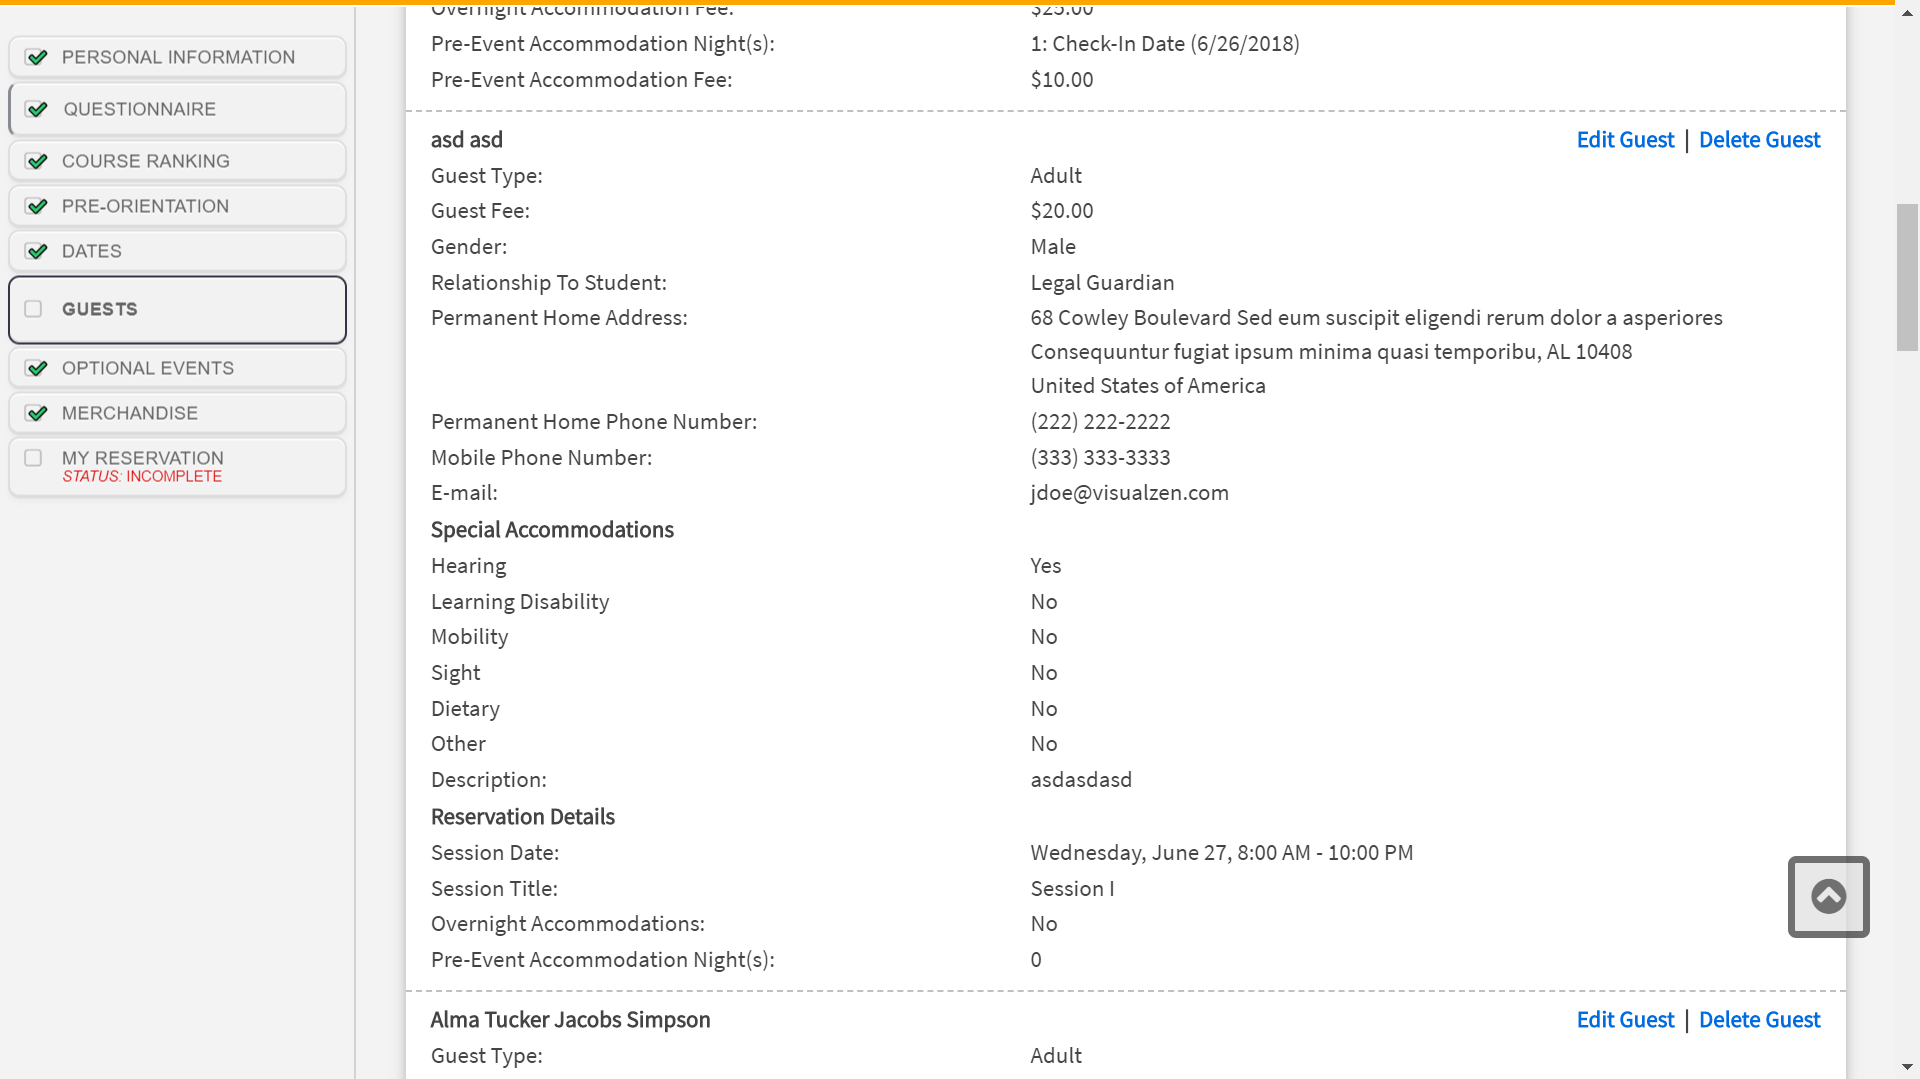 PERSONAL INFORMATION
QUESTIONNAIRE
COURSE RANKING
PRE-ORIENTATION
DATES
GUESTS
OPTIONAL EVENTS
MERCHANDISE
MY RESERVATION
STATUS: INCOMPLETE
Overnight Accommodation Fee: $25.00
Pre-Event Accommodation Night(s): 1: Check-In Date (6/26/2018)
Pre-Event Accommodation Fee: $10.00
asd asd Edit Guest | Delete Guest
Guest Type: Adult
Guest Fee: $20.00
Gender: Male
Relationship To Student: Legal Guardian
Permanent Home Address: 68 Cowley Boulevard Sed eum suscipit eligendi rerum dolor a asperiores
Consequuntur fugiat ipsum minima quasi temporibu, AL 10408
United States of America
Permanent Home Phone Number: (222) 222-2222
Mobile Phone Number: (333) 333-3333
E-mail: jdoe@visualzen.com
Special Accommodations
Hearing Yes
Learning Disability No
Mobility No
Sight No
Dietary No
Other No
Description: asdasdasd
Reservation Details
Session Date: Wednesday, June 27, 8:00 AM - 10:00 PM
Session Title: Session I
Overnight Accommodations: No
Pre-Event Accommodation Night(s): 0
Alma Tucker Jacobs Simpson Edit Guest | Delete Guest
Guest Type: Adult